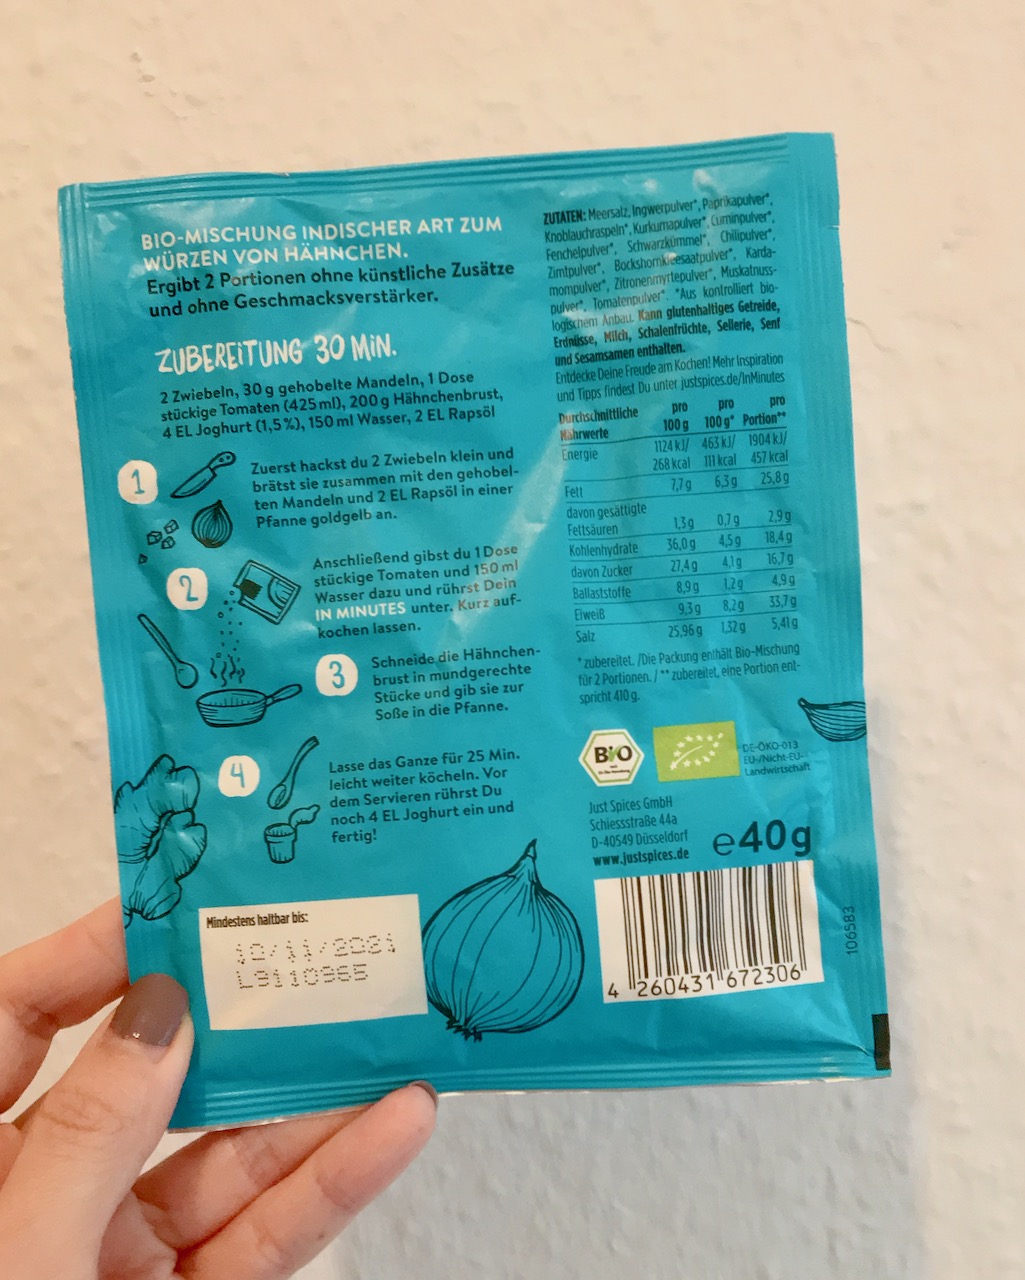 BIO-MISCHUNG INDISCHER ART ZUM
WÜRZEN VON HÄHNCHEN.
Ergibt 2 Portionen ohne künstliche Zusätze
und ohne Geschmacksverstärker.
ZUBEREITUNG 30 MIN.
2 Zwiebeln, 30 g gehobelte Mandeln, 1 Dose
stückige Tomaten (425 ml), 200 g Hähnchenbrust,
4 EL Joghurt (1,5%), 150 ml Wasser, 2 EL Rapsöl
1
Zuerst hackst du 2 Zwiebeln klein und
brätst sie zusammen mit den gehobel-
ten Mandeln und 2 EL Rapsöl in einer
Pfanne goldgelb an.
2
Anschließend gibst du 1 Dose
stückige Tomaten und 150 ml
Wasser dazu und rührst Dein
IN MINUTES unter. Kurz auf-
kochen lassen.
3
Schneide die Hähnchen-
brust in mundgerechte
Stücke und gib sie zur
Soße in die Pfanne.
4
Lasse das Ganze für 25 Min.
leicht weiter köcheln. Vor
dem Servieren rührst Du
noch 4 EL Joghurt ein und
fertig!
Mindestens haltbar bis:
10/11/2021
L9110965
ZUTATEN: Meersalz, Ingwerpulver*, Paprikapulver*,
Knoblauchraspeln*, Kurkumapulver*, Cuminpulver*,
Fenchelpulver*, Schwarzkümmel*, Chilipulver*,
Zimtpulver*, Bockshornkleesaatpulver*, Karda-
mompulver*, Zitronenmyrtepulver*, Muskatnuss-
pulver*, Tomatenpulver*. *Aus kontrolliert bio-
logischem Anbau. Kann glutenhaltiges Getreide,
Erdnüsse, Milch, Schalenfrüchte, Sellerie, Senf
und Sesamsamen enthalten.
Entdecke Deine Freude am Kochen! Mehr Inspiration
und Tipps findest Du unter justspices.de/InMinutes
Durchschnittliche Nährwerte pro 100 g pro 100 g* pro Portion**
Energie 1124 kJ/ 463 kJ/ 1904 kJ/
268 kcal 111 kcal 457 kcal
Fett 7,7 g 6,3 g 25,8 g
davon gesättigte
Fettsäuren 1,3 g 0,7 g 2,9 g
Kohlenhydrate 36,0 g 4,5 g 18,4 g
davon Zucker 27,4 g 4,1 g 16,7 g
Ballaststoffe 8,9 g 1,2 g 4,9 g
Eiweiß 9,3 g 8,2 g 33,7 g
Salz 25,96 g 1,32 g 5,41 g
* zubereitet. /Die Packung enthält Bio-Mischung
für 2 Portionen. / ** zubereitet, eine Portion ent-
spricht 410 g.
BIO
DE-ÖKO-013
EU-/Nicht-EU-
Landwirtschaft
Just Spices GmbH
Schiessstraße 44a
D-40549 Düsseldorf
www.justspices.de
e40g
4 260431 672306
106583